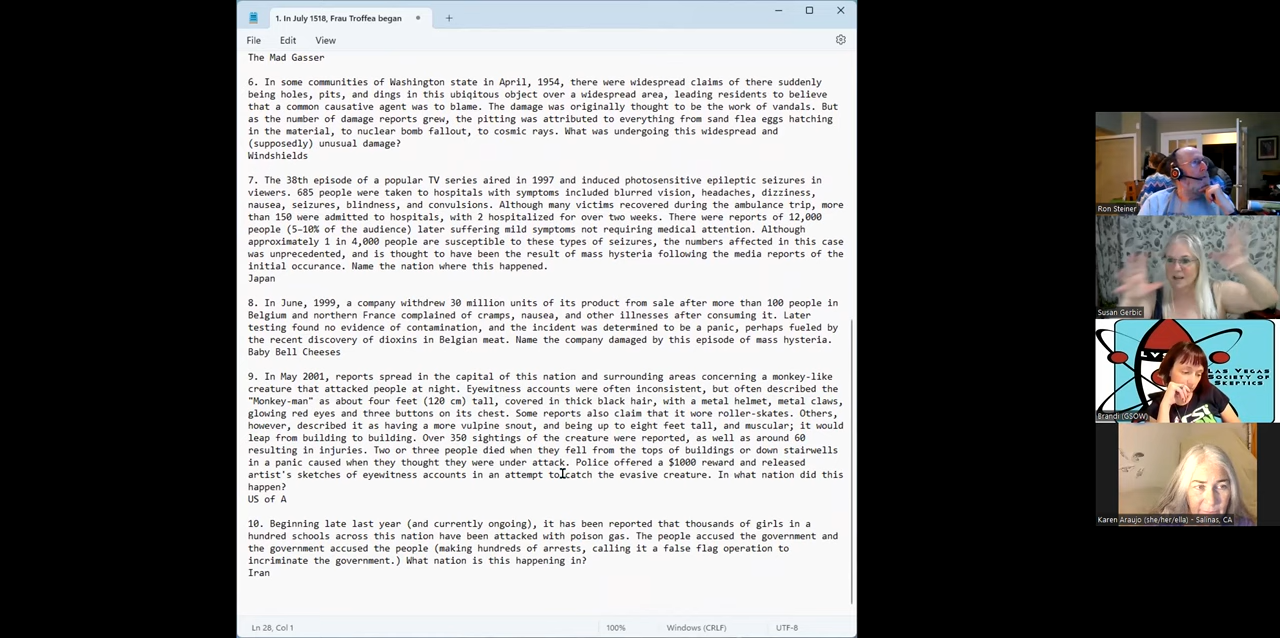 1. In July 1518, Frau Troffea began
File Edit View
The Mad Gasser
6. In some communities of Washington state in April, 1954, there were widespread claims of there suddenly
being holes, pits, and dings in this ubiqitous object over a widespread area, leading residents to believe
that a common causative agent was to blame. The damage was originally thought to be the work of vandals. But
as the number of damage reports grew, the pitting was attributed to everything from sand flea eggs hatching
in the material, to nuclear bomb fallout, to cosmic rays. What was undergoing this widespread and
(supposedly) unusual damage?
Windshields
7. The 38th episode of a popular TV series aired in 1997 and induced photosensitive epileptic seizures in
viewers. 685 people were taken to hospitals with symptoms included blurred vision, headaches, dizziness,
nausea, seizures, blindness, and convulsions. Although many victims recovered during the ambulance trip, more
than 150 were admitted to hospitals, with 2 hospitalized for over two weeks. There were reports of 12,000
people (5–10% of the audience) later suffering mild symptoms not requiring medical attention. Although
approximately 1 in 4,000 people are susceptible to these types of seizures, the numbers affected in this case
was unprecedented, and is thought to have been the result of mass hysteria following the media reports of the
initial occurance. Name the nation where this happened.
Japan
8. In June, 1999, a company withdrew 30 million units of its product from sale after more than 100 people in
Belgium and northern France complained of cramps, nausea, and other illnesses after consuming it. Later
testing found no evidence of contamination, and the incident was determined to be a panic, perhaps fueled by
the recent discovery of dioxins in Belgian meat. Name the company damaged by this episode of mass hysteria.
Baby Bell Cheeses
9. In May 2001, reports spread in the capital of this nation and surrounding areas concerning a monkey-like
creature that attacked people at night. Eyewitness accounts were often inconsistent, but often described the
"Monkey-man" as about four feet (120 cm) tall, covered in thick black hair, with a metal helmet, metal claws,
glowing red eyes and three buttons on its chest. Some reports also claim that it wore roller-skates. Others,
however, described it as having a more vulpine snout, and being up to eight feet tall, and muscular; it would
leap from building to building. Over 350 sightings of the creature were reported, as well as around 60
resulting in injuries. Two or three people died when they fell from the tops of buildings or down stairwells
in a panic caused when they thought they were under attack. Police offered a $1000 reward and released
artist's sketches of eyewitness accounts in an attempt to catch the evasive creature. In what nation did this
happen?
US of A
10. Beginning late last year (and currently ongoing), it has been reported that thousands of girls in a
hundred schools across this nation have been attacked with poison gas. The people accused the government and
the government accused the people (making hundreds of arrests, calling it a false flag operation to
incriminate the government.) What nation is this happening in?
Iran
Ln 28, Col 1 100% Windows (CRLF) UTF-8
Ron Steiner
Susan Gerbic
LAS VEGAS
SOCIETY OF
SKEPTICS
Brandi (GSOW)
Karen Araujo (she/her/ella) - Salinas, CA